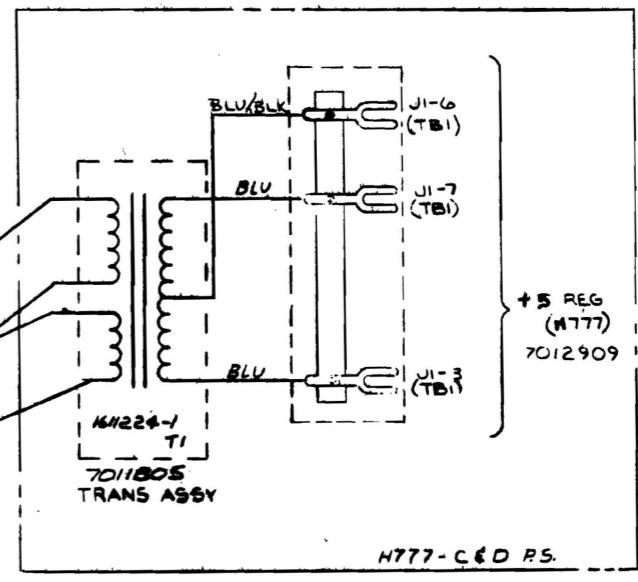 BLU/BLK
J1-6
(TB1)
BLU
J1-7
(TB1)
+5 REG
(H777)
7012909
BLU
J1-3
(TB1)
1611224-1
T1
7011805
TRANS ASSY
H777-C & D P.S.